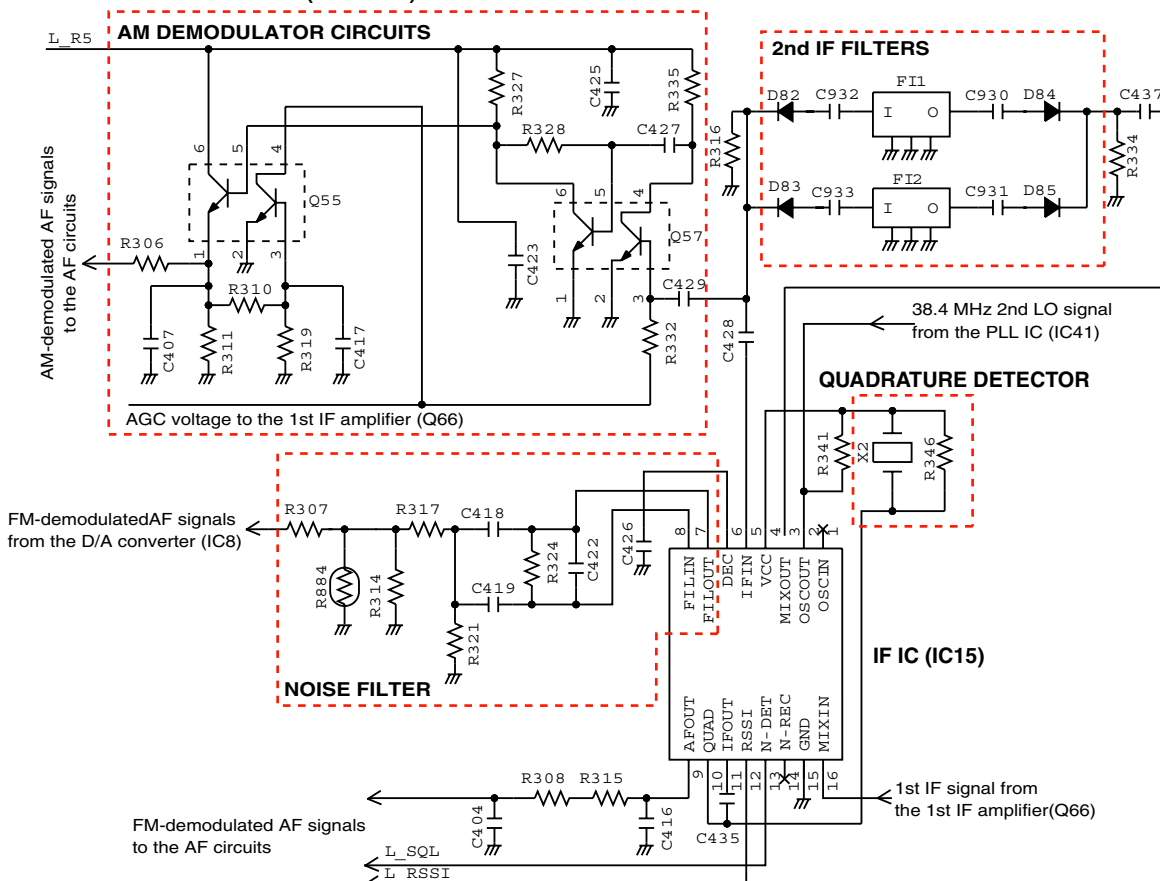 AM DEMODULATOR CIRCUITS
L_R5
R327
C425
R335
R328
C427
6
5
4
Q55
6
5
4
Q57
1
2
3
1
2
3
R306
AM-demodulated AF signals
to the AF circuits
C407
R311
R310
R319
C417
C423
C429
R332
AGC voltage to the 1st IF amplifier (Q66)
2nd IF FILTERS
D82
C932
FI1
I
O
C930
D84
C437
R316
R334
D83
C933
FI2
I
O
C931
D85
C428
38.4 MHz 2nd LO signal
from the PLL IC (IC41)
QUADRATURE DETECTOR
R341
X2
R346
FM-demodulatedAF signals
from the D/A converter (IC8)
R307
R317
C418
R884
R314
C419
R321
R324
C422
C426
NOISE FILTER
8
7
6
5
4
3
2
1
FILIN
FILOUT
DEC
IFIN
VCC
MIXOUT
OSCOUT
OSCIN
IF IC (IC15)
AFOUT
QUAD
IFOUT
RSSI
N-DET
N-REC
GND
MIXIN
9
10
11
12
13
14
15
16
R308
R315
C404
C416
C435
1st IF signal from
the 1st IF amplifier(Q66)
FM-demodulated AF signals
to the AF circuits
L_SQL
L_RSSI